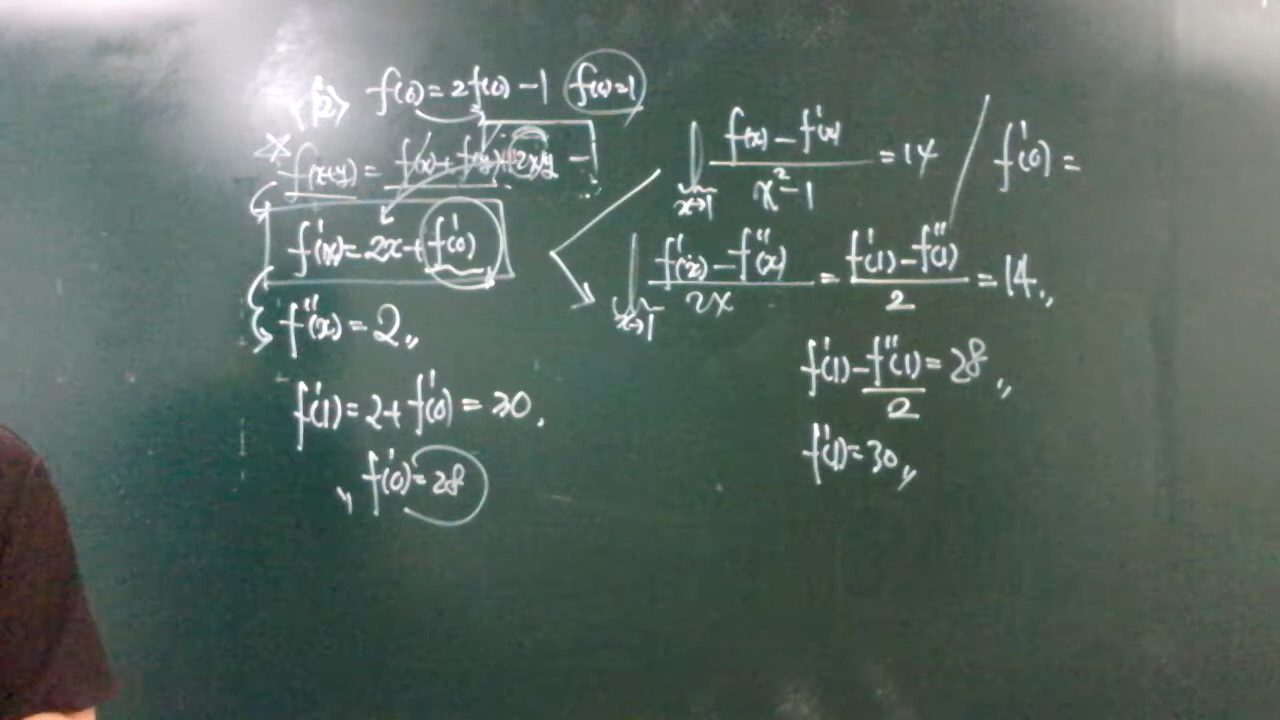 f(0) = 2f(0) - 1 f(0)=1
f(x+y) = f(x) + f(y) + 2xy - 1
f'(x) = 2x + f'(0)
f''(x) = 2,,
f'(1) = 2 + f'(0) = 30,
,, f'(0) = 28
lim x→1 f(x) - f'(x) / x² - 1 = 14 / f'(0) =
lim x→1 f'(x) - f''(x) / 2x = f'(1) - f''(1) / 2 = 14,,
f'(1) - f''(1) = 28,,
2
f'(1) = 30,,